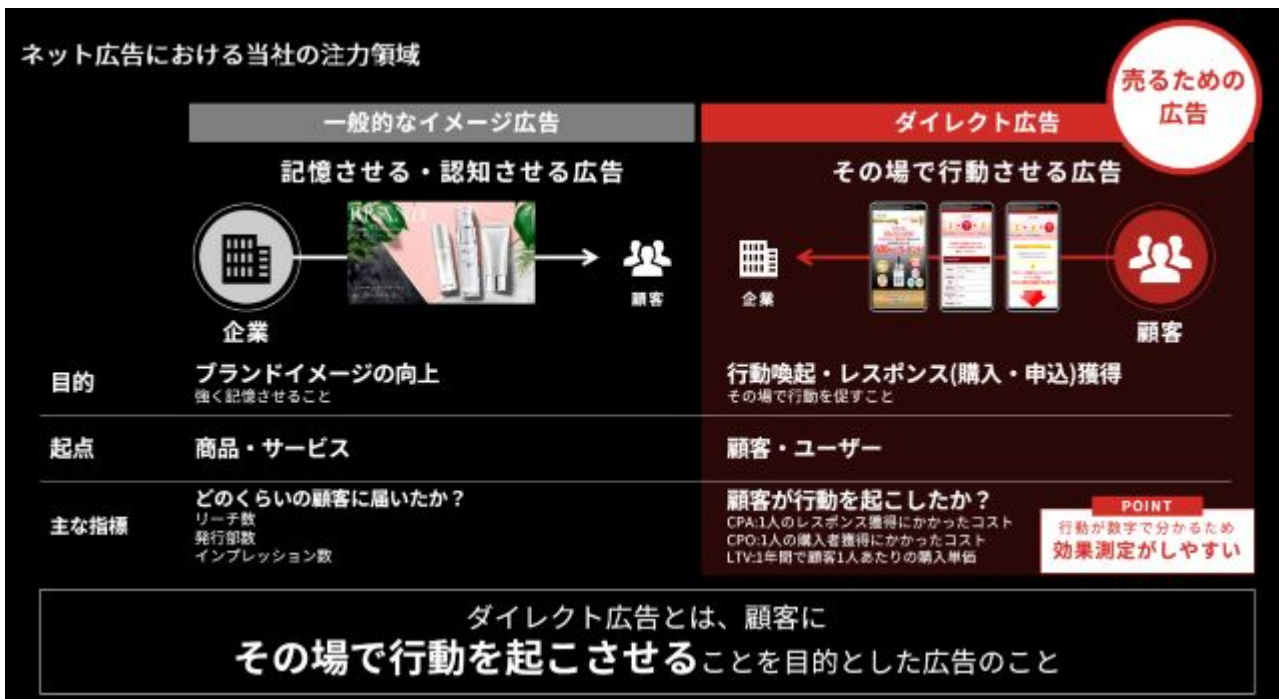 ネット広告における当社の注力領域
売るための
広告
一般的なイメージ広告
ダイレクト広告
記憶させる・認知させる広告
その場で行動させる広告
BRAND
企業
顧客
企業
顧客
目的
ブランドイメージの向上
強く記憶させること
行動喚起・レスポンス(購入・申込)獲得
その場で行動を促すこと
起点
商品・サービス
顧客・ユーザー
主な指標
どのくらいの顧客に届いたか?
リーチ数
発行部数
インプレッション数
顧客が行動を起こしたか?
CPA:1人のレスポンス獲得にかかったコスト
CPO:1人の購入者獲得にかかったコスト
LTV:1年間で顧客1人あたりの購入単価
POINT
行動が数字で分かるため
効果測定がしやすい
ダイレクト広告とは、顧客に
その場で行動を起こさせることを目的とした広告のこと